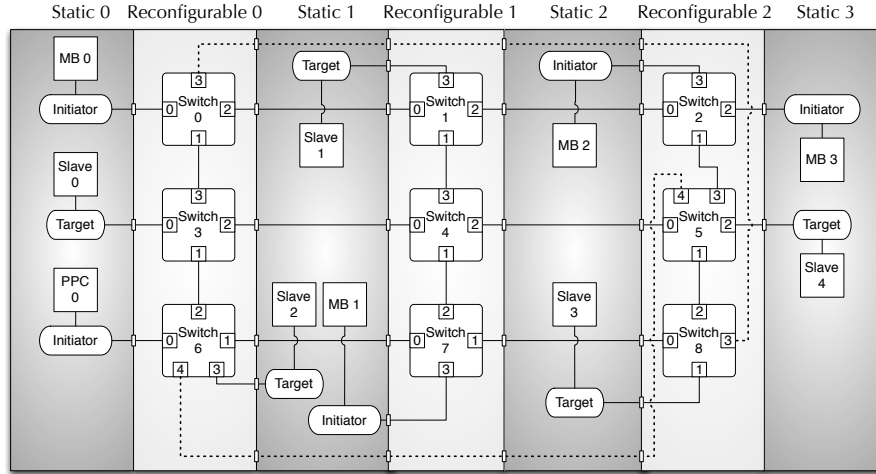 Static 0 Reconfigurable 0 Static 1 Reconfigurable 1 Static 2 Reconfigurable 2 Static 3
MB 0
Initiator
0
3
Switch
0
2
1
Target
Slave
1
0
3
Switch
1
2
1
Initiator
MB 2
0
3
Switch
2
2
1
Initiator
MB 3
Slave
0
Target
0
3
Switch
3
2
1
0
3
Switch
4
2
1
0
4
3
Switch
5
2
1
Target
Slave
4
PPC
0
Initiator
0
2
Switch
6
1
4
3
Slave
2
Target
MB 1
Initiator
0
2
Switch
7
1
3
Slave
3
Target
0
2
Switch
8
3
1